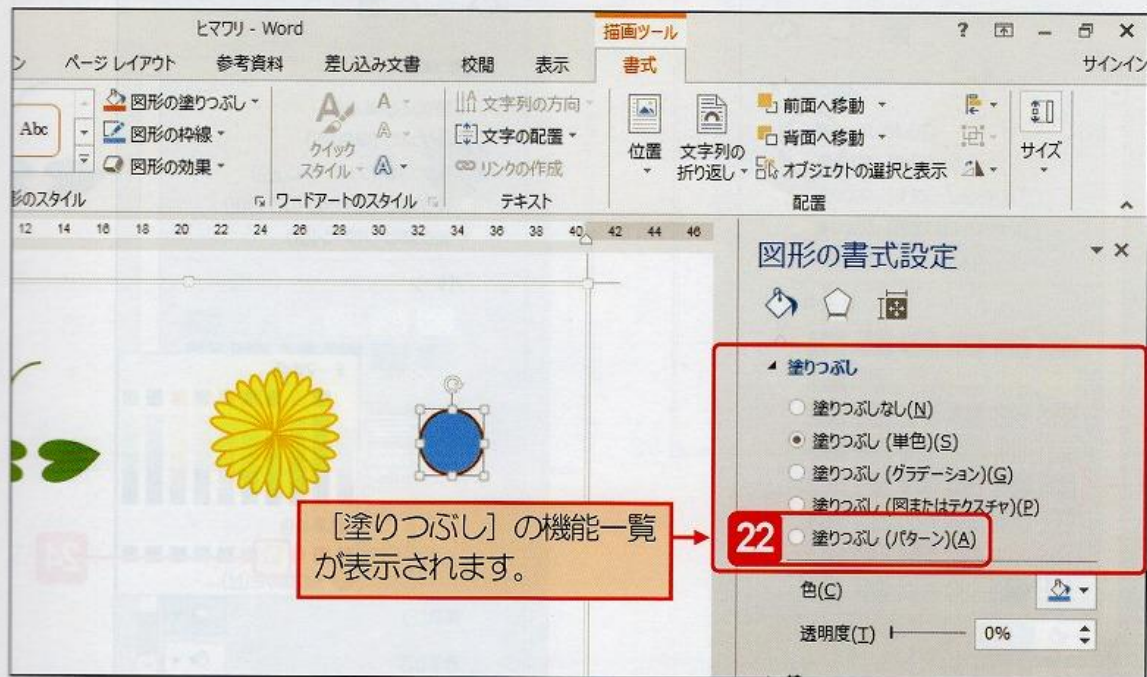 ヒマワリ - Word
描画ツール
?
ページ レイアウト 参考資料 差し込み文書 校閲 表示 書式 サインイン
Abc
図形の塗りつぶし
図形の枠線
図形の効果
クイック
スタイル
A
A
A
文字列の方向
文字の配置
リンクの作成
位置
文字列の
折り返し
前面へ移動
背面へ移動
オブジェクトの選択と表示
サイズ
形のスタイル ワードアートのスタイル テキスト 配置
12 14 16 18 20 22 24 26 28 30 32 34 36 38 40 42 44 46
図形の書式設定
塗りつぶし
塗りつぶしなし(N)
塗りつぶし (単色)(S)
塗りつぶし (グラデーション)(G)
塗りつぶし (図またはテクスチャ)(P)
22 塗りつぶし (パターン)(A)
[塗りつぶし] の機能一覧
が表示されます。
色(C)
透明度(T) 0%